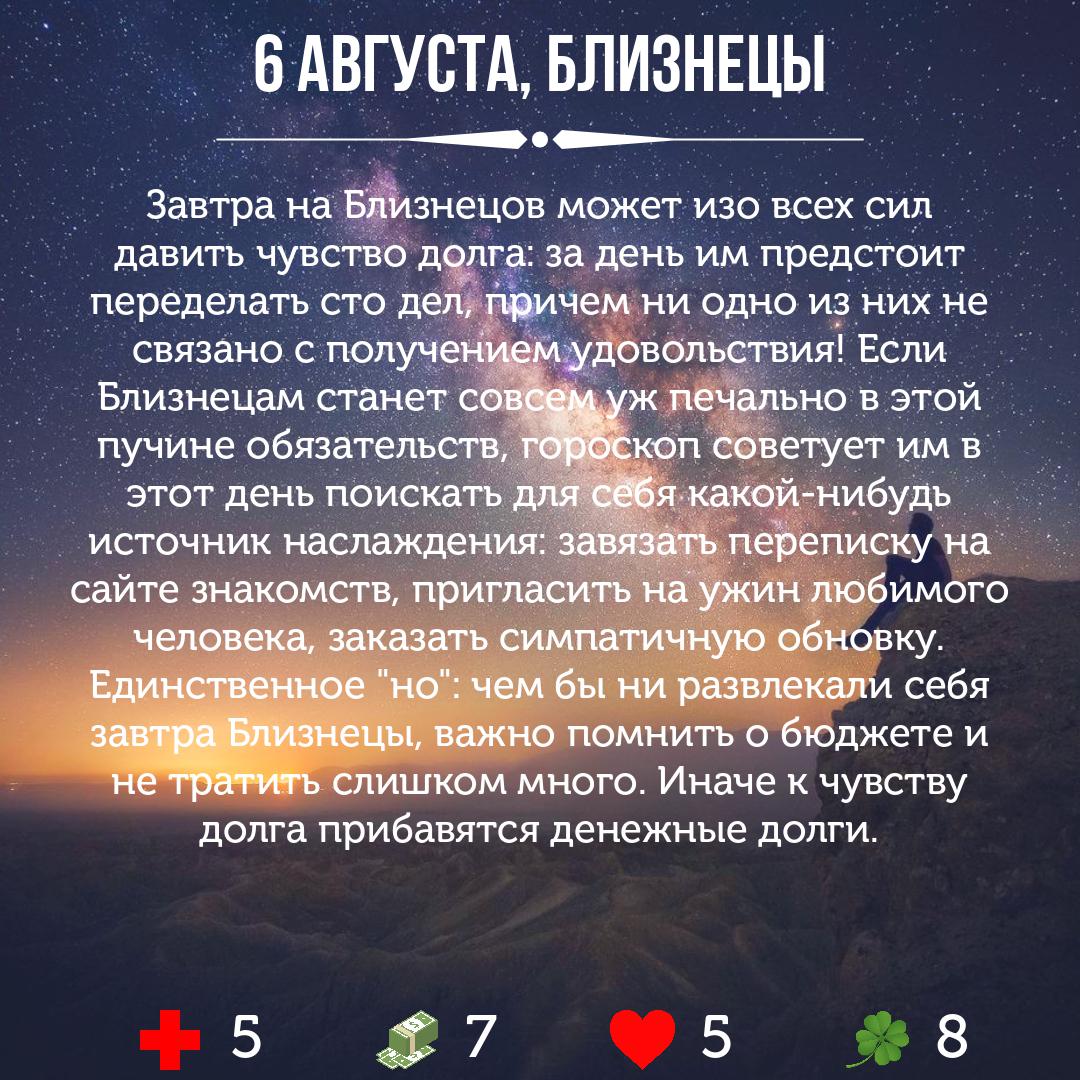 6 АВГУСТА, БЛИЗНЕЦЫ
Завтра на Близнецов может изо всех сил
давить чувство долга: за день им предстоит
переделать сто дел, причем ни одно из них не
связано с получением удовольствия! Если
Близнецам станет совсем уж печально в этой
пучине обязательств, гороскоп советует им в
этот день поискать для себя какой-нибудь
источник наслаждения: завязать переписку на
сайте знакомств, пригласить на ужин любимого
человека, заказать симпатичную обновку.
Единственное "но": чем бы ни развлекали себя
завтра Близнецы, важно помнить о бюджете и
не тратить слишком много. Иначе к чувству
долга прибавятся денежные долги.
5 7 5 8